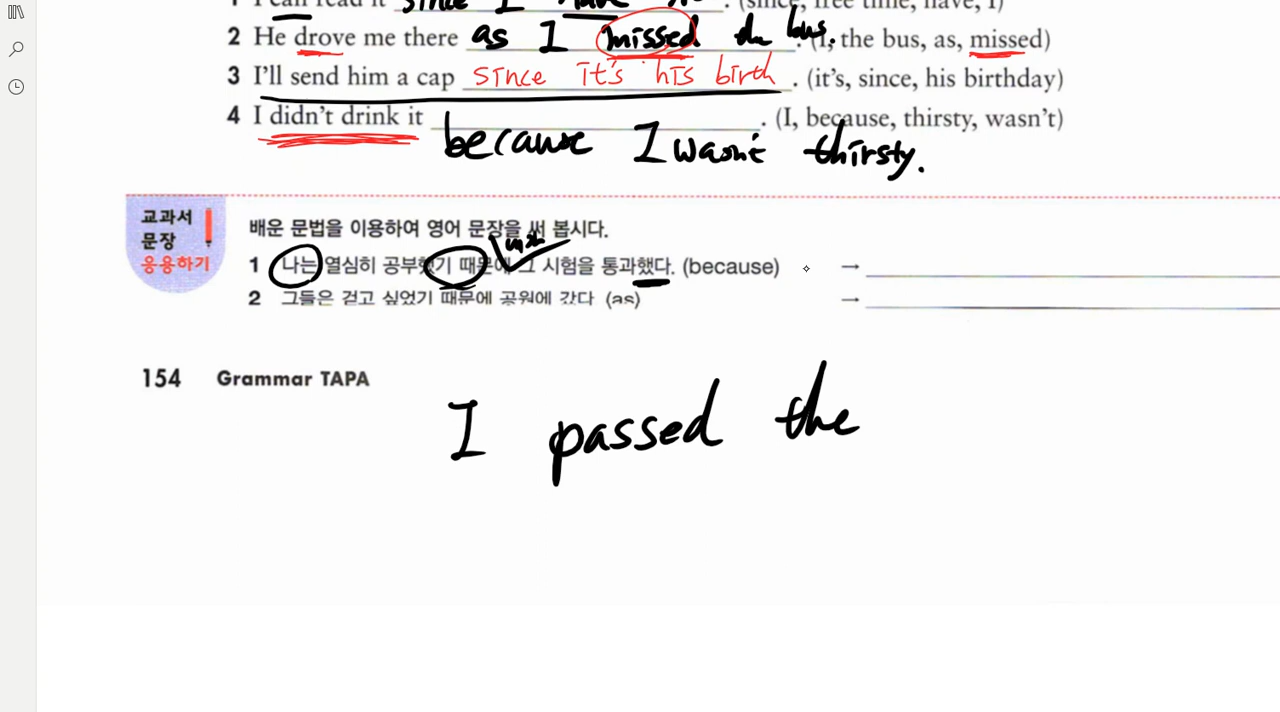 1 I can read it since I have . (since, free time, have, I)
2 He drove me there as I missed the bus. (I, the bus, as, missed)
3 I'll send him a cap since it's his birth . (it's, since, his birthday)
4 I didn't drink it . (I, because, thirsty, wasn't)
because I wasn't thirsty.
교과서
문장
응용하기
배운 문법을 이용하여 영어 문장을 써 봅시다.
1 나는 열심히 공부했기 때문에 그 시험을 통과했다. (because) →
2 그들은 걷고 싶었기 때문에 공원에 갔다 (as) →
154 Grammar TAPA
I passed the